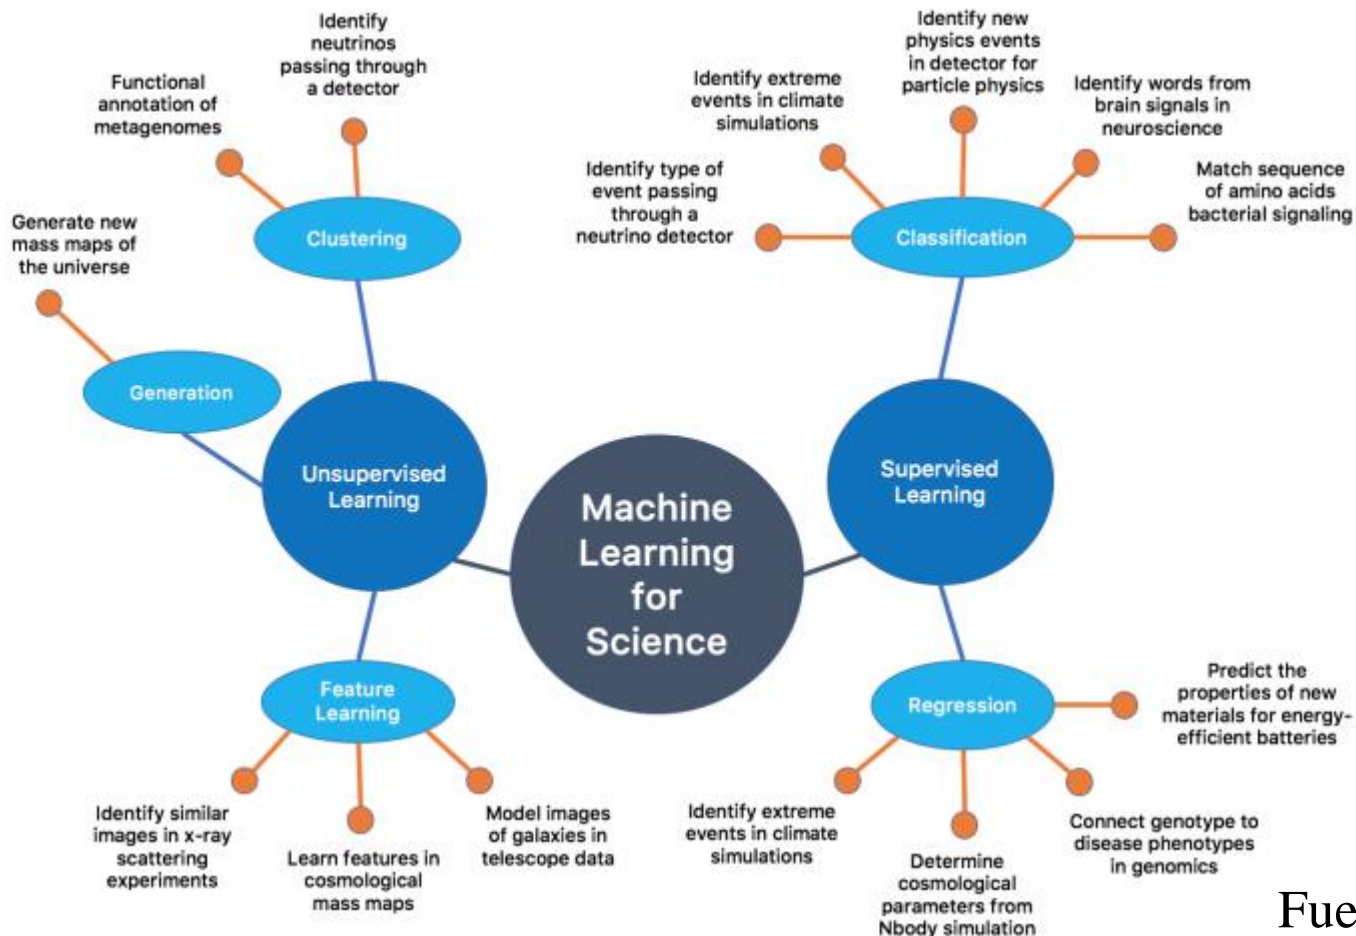 Identify
neutrinos
passing through
a detector
Functional
annotation of
metagenomes
Generate new
mass maps of
the universe
Clustering
Generation
Unsupervised
Learning
Feature
Learning
Identify similar
images in x-ray
scattering
experiments
Learn features in
cosmological
mass maps
Model images
of galaxies in
telescope data
Machine
Learning
for
Science
Identify new
physics events
in detector for
particle physics
Identify extreme
events in climate
simulations
Identify words from
brain signals in
neuroscience
Identify type of
event passing
through a
neutrino detector
Match sequence
of amino acids
bacterial signaling
Classification
Supervised
Learning
Regression
Predict the
properties of new
materials for energy-
efficient batteries
Identify extreme
events in climate
simulations
Determine
cosmological
parameters from
Nbody simulation
Connect genotype to
disease phenotypes
in genomics
Fue